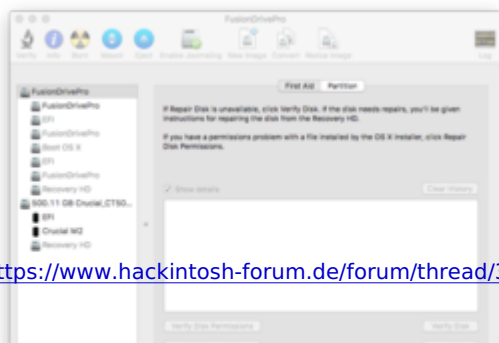 FusionDrivePro
Verify Info Burn Mount Eject Enable Journaling New Image Convert Resize Image Log
First Aid Partition
FusionDrivePro
FusionDrivePro
EFI
FusionDrivePro
Boot OS X
EFI
FusionDrivePro
Recovery HD
500.11 GB Crucial_CT50...
EFI
Crucial M2
Recovery HD
If Repair Disk is unavailable, click Verify Disk. If the disk needs repairs, you'll be given
instructions for repairing the disk from the Recovery HD.
If you have a permissions problem with a file installed by the OS X installer, click Repair
Disk Permissions.
Show details
Clear History
ttps://www.hackintosh-forum.de/forum/thread/3
Verify Disk Permissions
Verify Disk